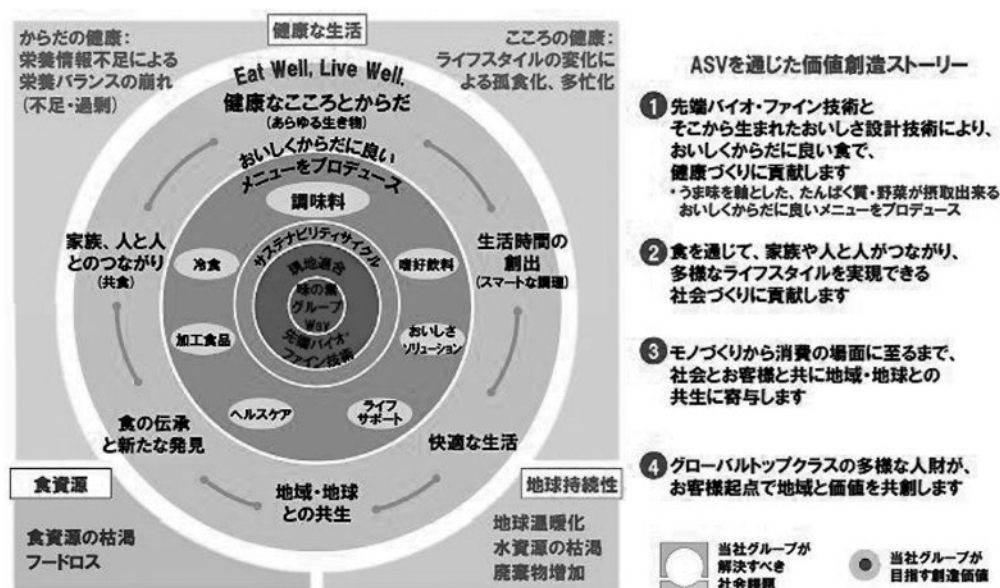 健康な生活
からだの健康:
栄養情報不足による
栄養バランスの崩れ
(不足・過剰)
こころの健康:
ライフスタイルの変化に
よる孤食化、多忙化
Eat Well, Live Well.
健康なこころとからだ
(あらゆる生き物)
おいしくからだに良い
メニューをプロデュース
調味料
家族、人と人
とのつながり
(共食)
冷食
サステナビリティサイクル
嗜好飲料
生活時間の
創出
(スマートな調理)
現地適合
味の素
グループ
Way
先端バイオ・
ファイン技術
加工食品
おいしさ
ソリューション
ヘルスケア
ライフ
サポート
食の伝承
と新たな発見
快適な生活
地域・地球
との共生
食資源
食資源の枯渇
フードロス
地球持続性
地球温暖化
水資源の枯渇
廃棄物増加
ASVを通じた価値創造ストーリー
1 先端バイオ・ファイン技術と
そこから生まれたおいしさ設計技術により、
おいしくからだに良い食で、
健康づくりに貢献します
*うま味を軸とした、たんぱく質・野菜が摂取出来る
おいしくからだに良いメニューをプロデュース
2 食を通じて、家族や人と人がつながり、
多様なライフスタイルを実現できる
社会づくりに貢献します
3 モノづくりから消費の場面に至るまで、
社会とお客様と共に地域・地球との
共生に寄与します
4 グローバルトップクラスの多様な人財が、
お客様起点で地域と価値を共創します
当社グループが
解決すべき
社会課題
当社グループが
目指す創造価値